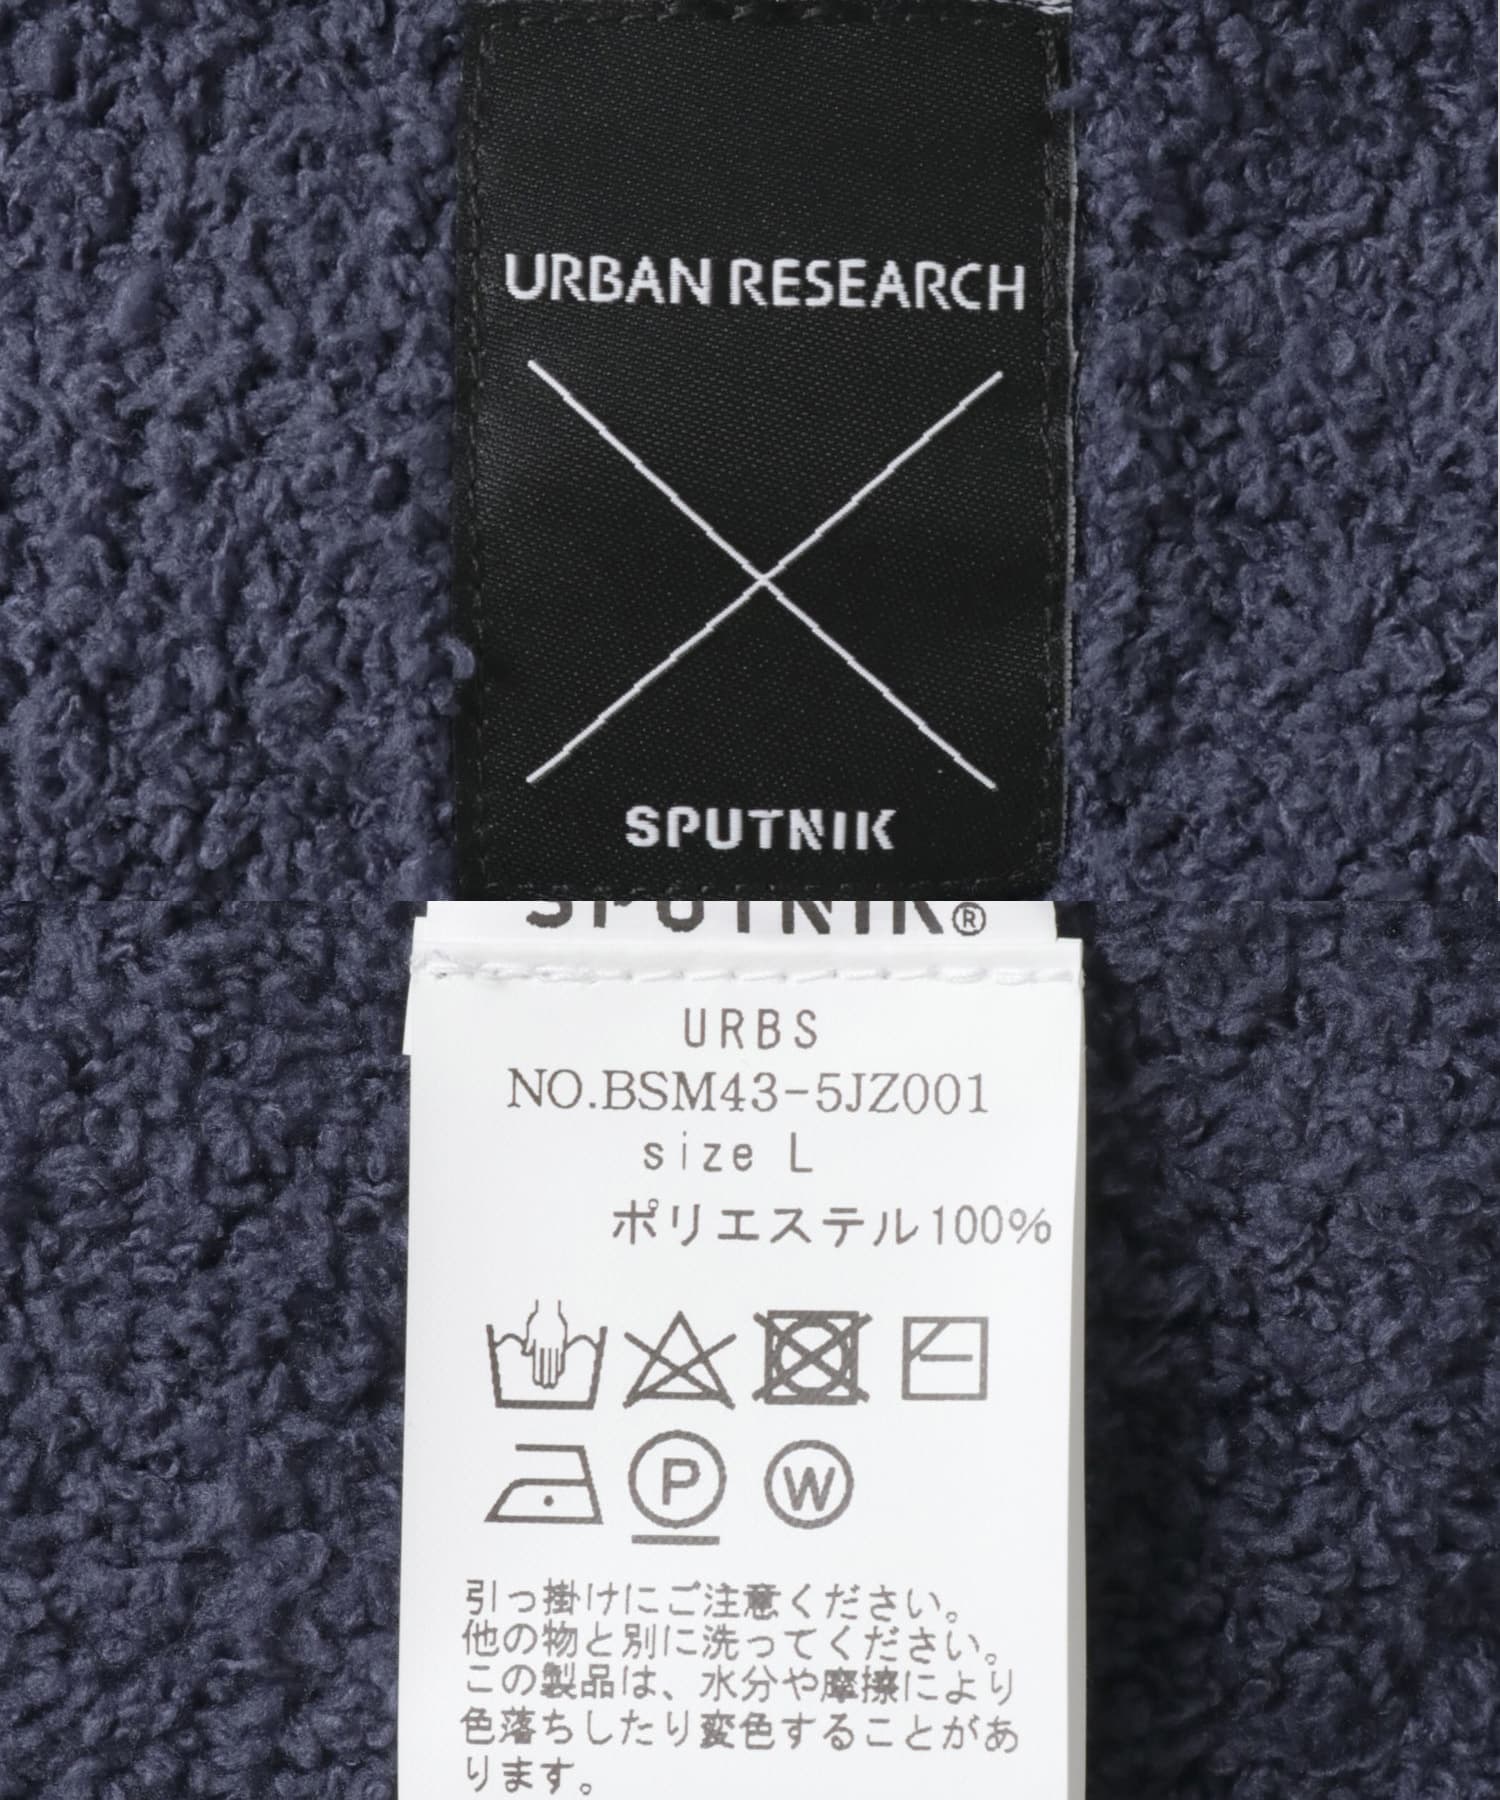 URBAN RESEARCH
SPUTNIK
SPUTNIK®
URBS
NO.BSM43-5JZ001
size L
ポリエステル100%
P
W
引っ掛けにご注意ください。
他の物と別に洗ってください。
この製品は、水分や摩擦により
色落ちしたり変色することがあ
ります。